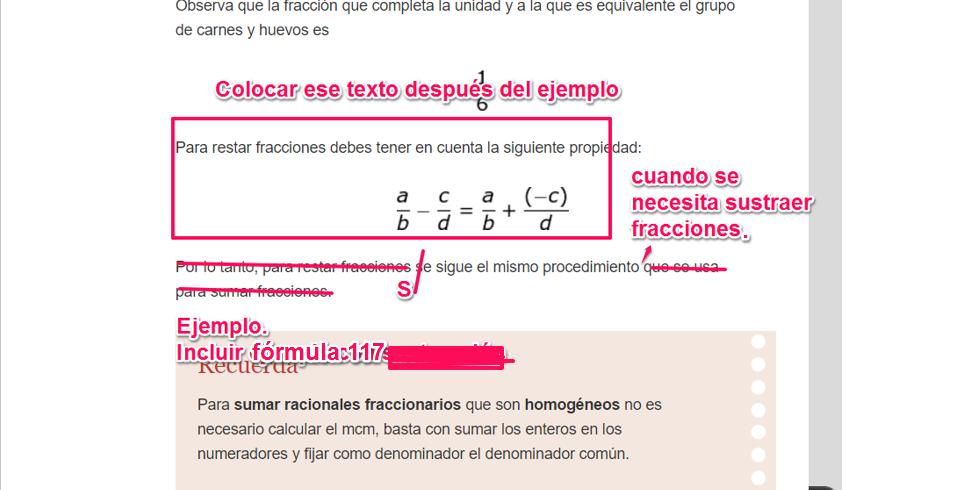 Observa que la fracción que completa la unidad y a la que es equivalente el grupo
de carnes y huevos es
1
Colocar ese texto después del ejemplo
6
Para restar fracciones debes tener en cuenta la siguiente propiedad:
a/b − c/d = a/b + (−c)/d
cuando se
necesita sustraer
fracciones.
Por lo tanto, para restar fracciones se sigue el mismo procedimiento que se usa
para sumar fracciones.
S/
Ejemplo.
Incluir fórmula:117
Recuerda
Para sumar racionales fraccionarios que son homogéneos no es
necesario calcular el mcm, basta con sumar los enteros en los
numeradores y fijar como denominador el denominador común.